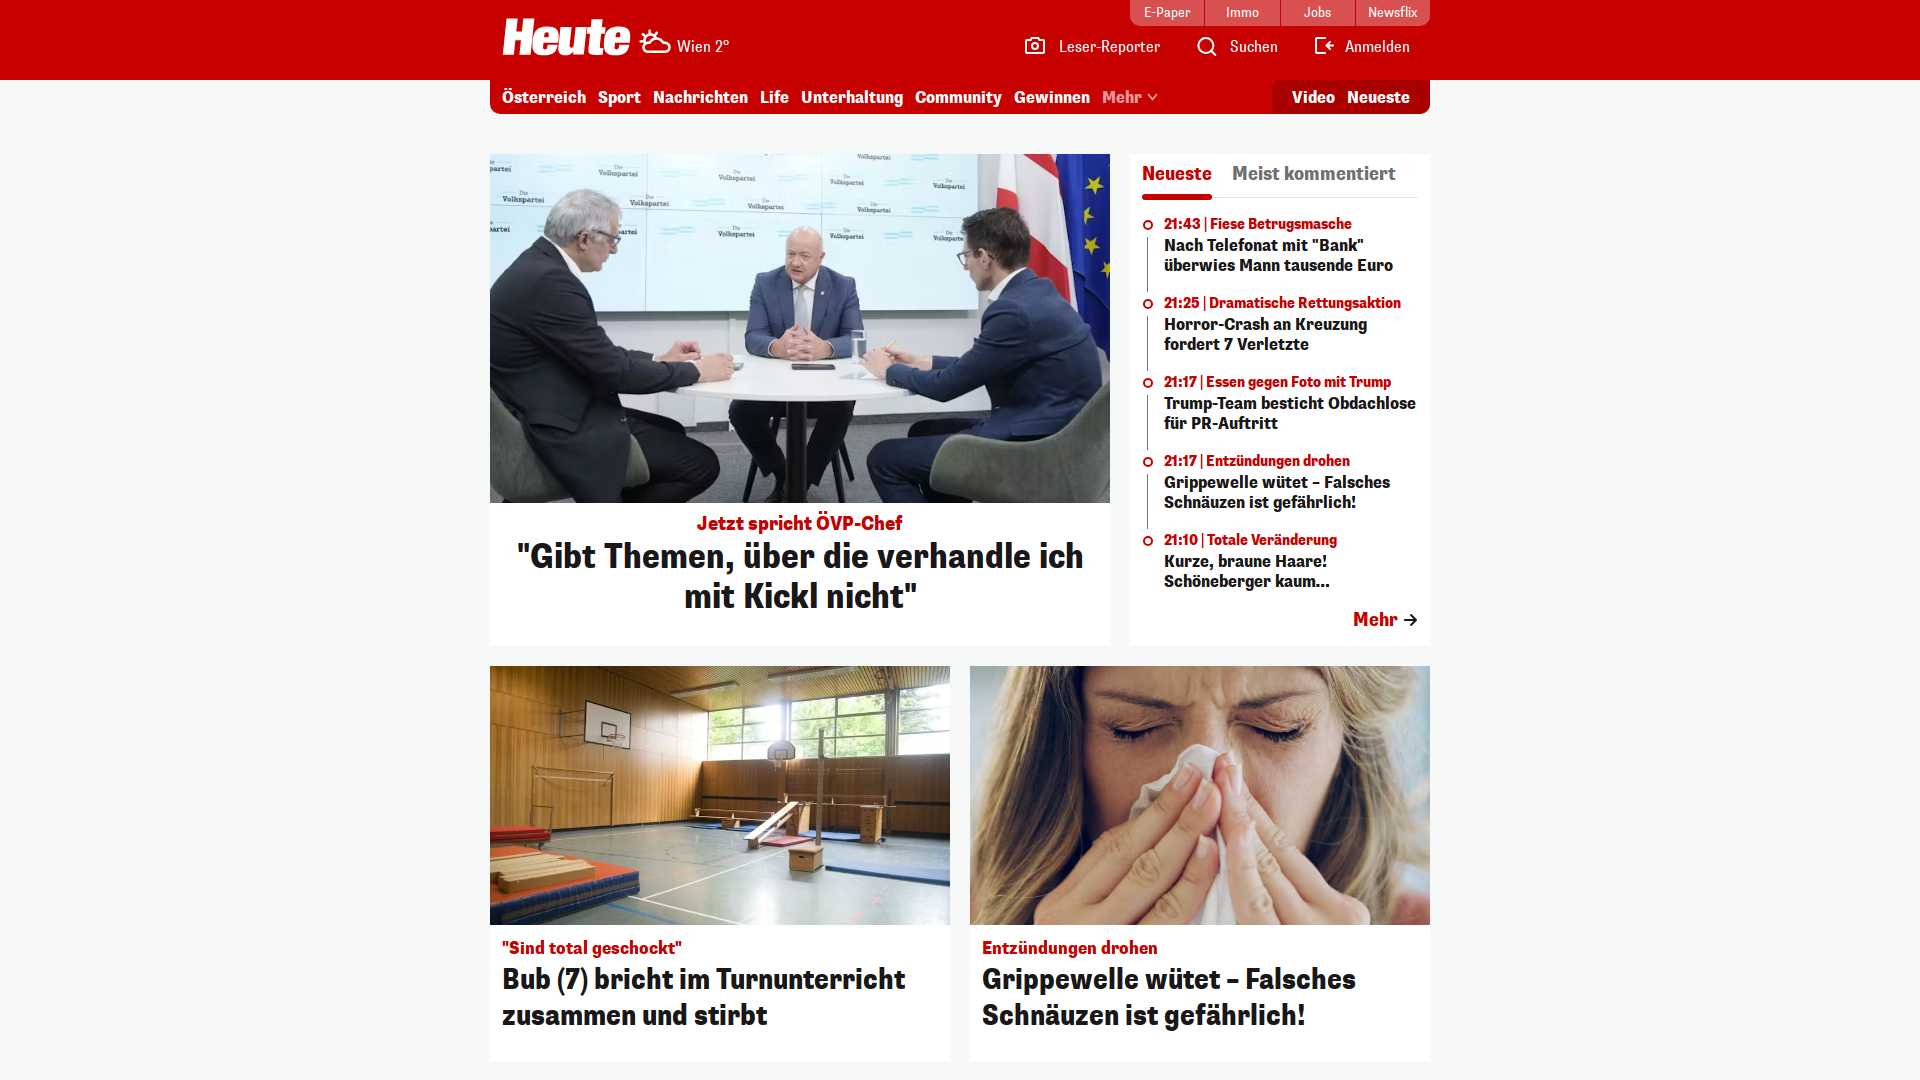 E-Paper
Immo
Jobs
Newsflix
Heute
Wien 2°
Leser-Reporter
Suchen
Anmelden
Österreich
Sport
Nachrichten
Life
Unterhaltung
Community
Gewinnen
Mehr
Video
Neueste
Die
Volkspartei
Jetzt spricht ÖVP-Chef
"Gibt Themen, über die verhandle ich
mit Kickl nicht"
Neueste
Meist kommentiert
21:43 | Fiese Betrugsmasche
Nach Telefonat mit "Bank"
überwies Mann tausende Euro
21:25 | Dramatische Rettungsaktion
Horror-Crash an Kreuzung
fordert 7 Verletzte
21:17 | Essen gegen Foto mit Trump
Trump-Team besticht Obdachlose
für PR-Auftritt
21:17 | Entzündungen drohen
Grippewelle wütet – Falsches
Schnäuzen ist gefährlich!
21:10 | Totale Veränderung
Kurze, braune Haare!
Schöneberger kaum...
Mehr
"Sind total geschockt"
Bub (7) bricht im Turnunterricht
zusammen und stirbt
Entzündungen drohen
Grippewelle wütet – Falsches
Schnäuzen ist gefährlich!